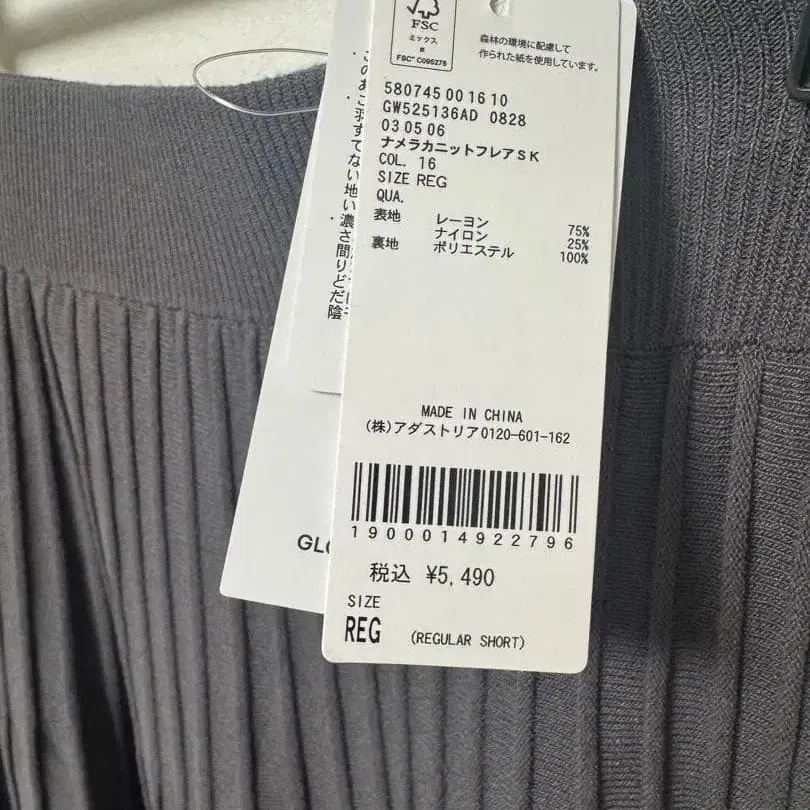 FSC
ミックス
紙
FSC™ C095275
森林の環境に配慮して
作られた紙を使用しています。
580745 00 16 10
GW525136AD 0828
03 05 06
ナメラカニットフレアSK
COL. 16
SIZE REG
QUA.
表地 レーヨン 75%
ナイロン 25%
裏地 ポリエステル 100%
MADE IN CHINA
(株)アダストリア0120-601-162
1900014922796
税込 ¥5,490
SIZE
REG (REGULAR SHORT)